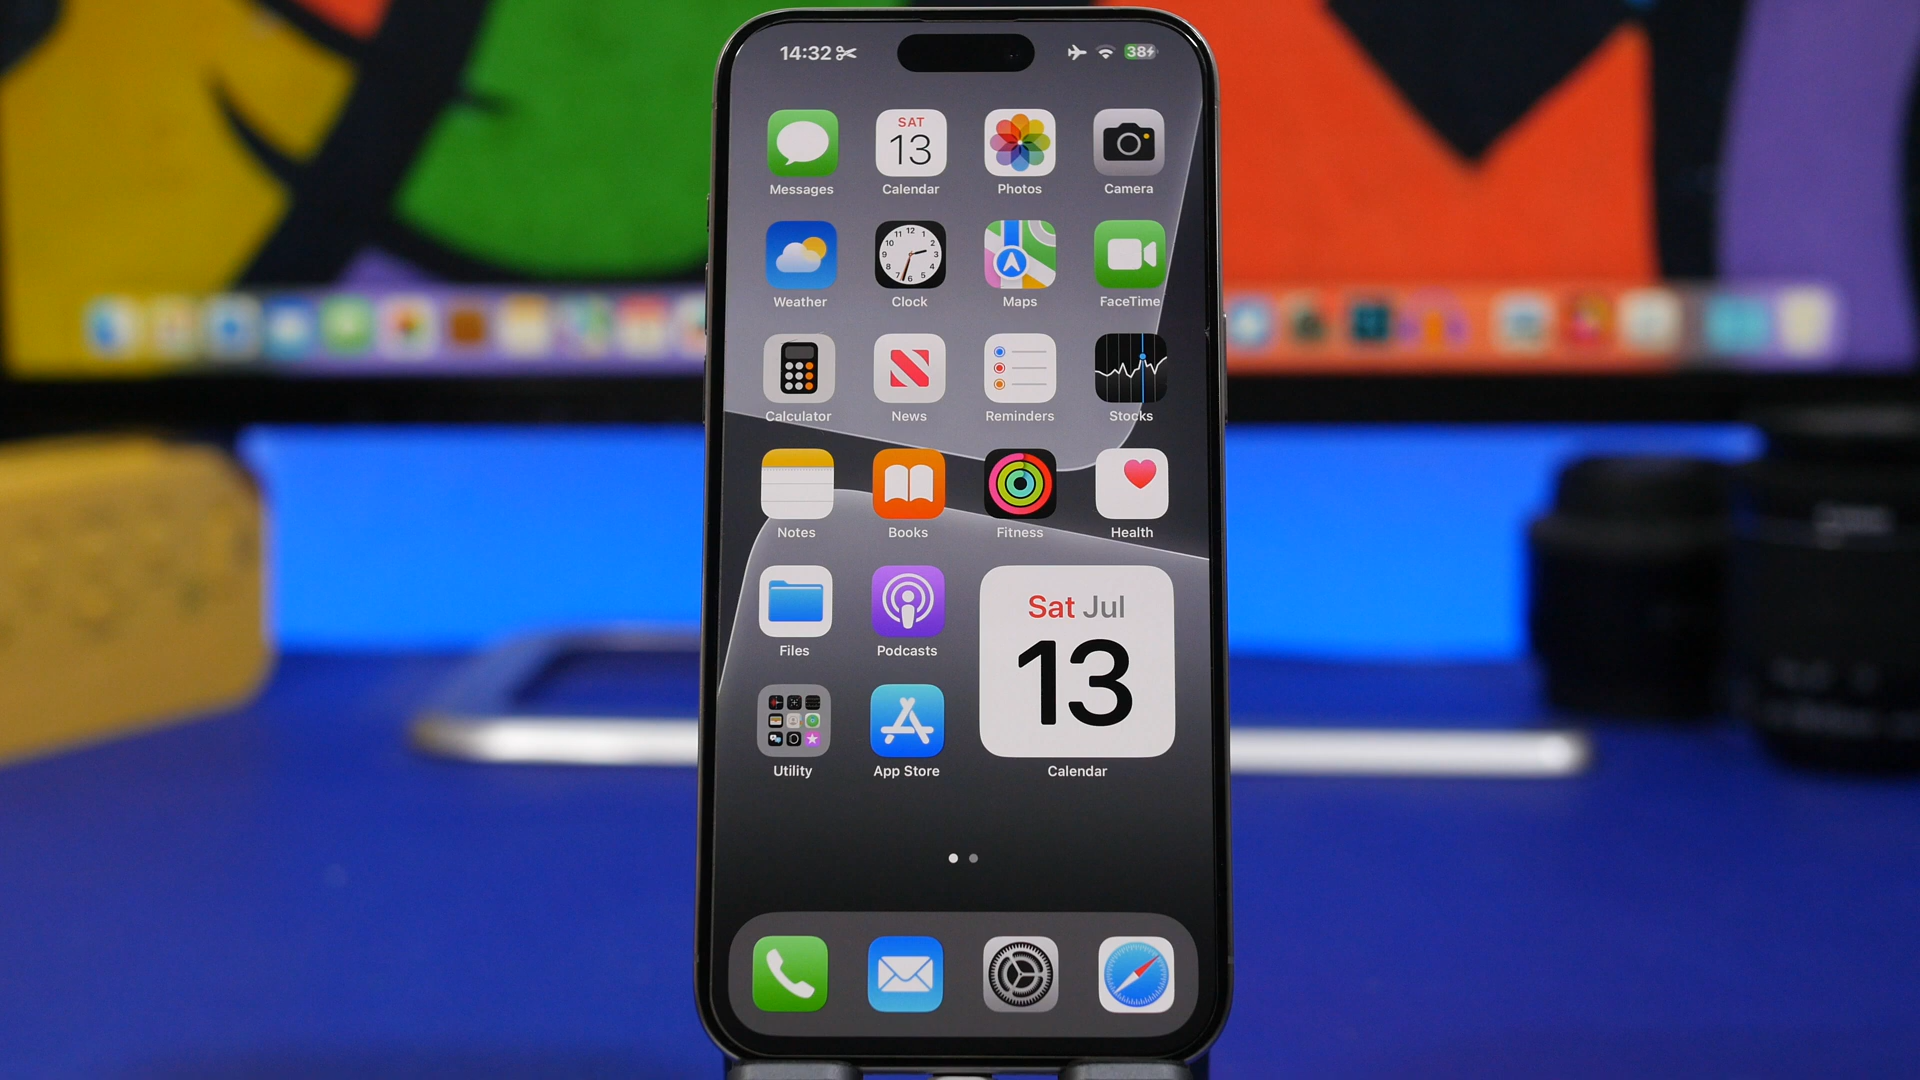 14:32
38
Messages
SAT
13
Calendar
Photos
Camera
Weather
Clock
Maps
FaceTime
Calculator
News
Reminders
Stocks
Notes
Books
Fitness
Health
Files
Podcasts
Sat Jul
13
Utility
App Store
Calendar